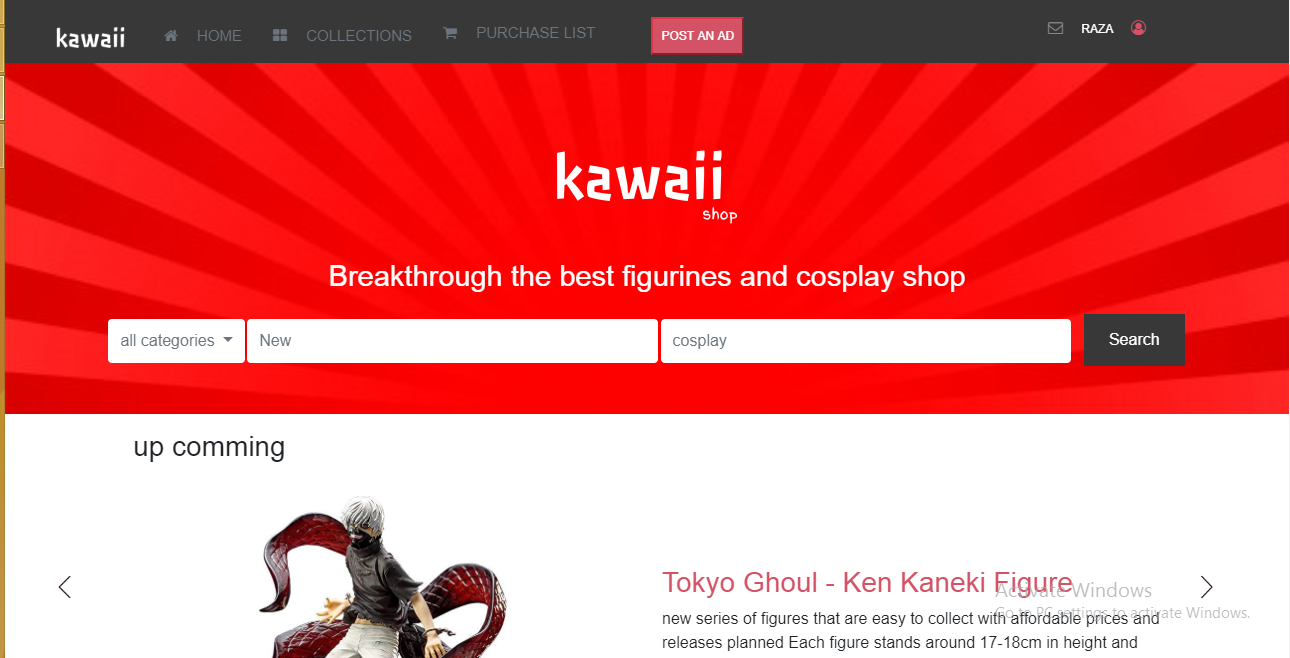 kawaii HOME COLLECTIONS PURCHASE LIST POST AN AD RAZA
kawaii
shop
Breakthrough the best figurines and cosplay shop
all categories New cosplay Search
up comming
Tokyo Ghoul - Ken Kaneki Figure
Activate Windows
Go to PC settings to activate Windows.
new series of figures that are easy to collect with affordable prices and
releases planned Each figure stands around 17-18cm in height and